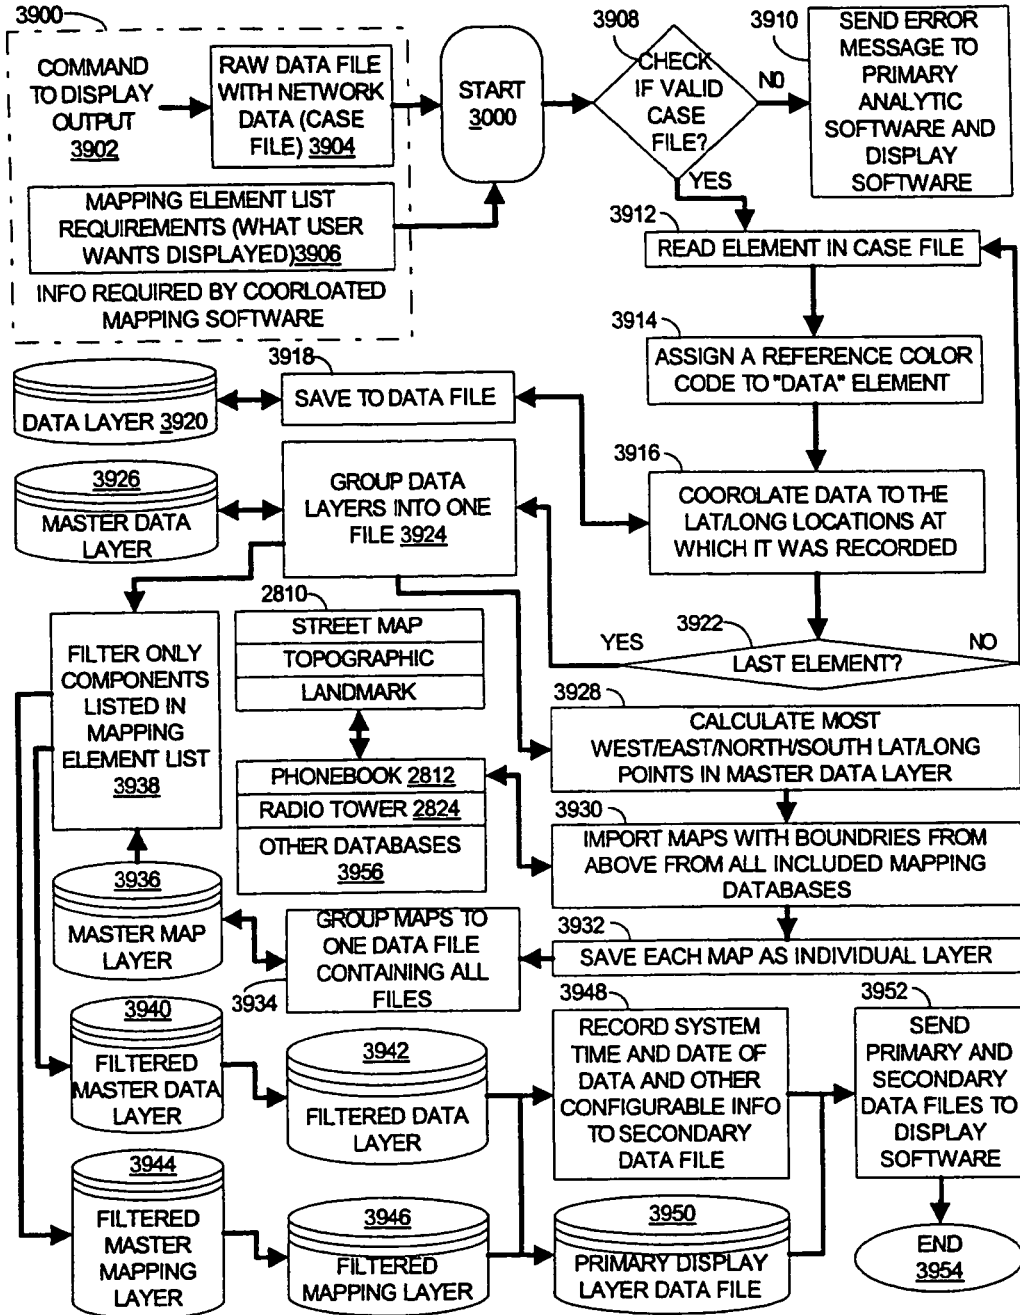 3900
COMMAND
TO DISPLAY
OUTPUT
3902
RAW DATA FILE
WITH NETWORK
DATA (CASE
FILE) 3904
MAPPING ELEMENT LIST
REQUIREMENTS (WHAT USER
WANTS DISPLAYED)3906
INFO REQUIRED BY COORLOATED
MAPPING SOFTWARE
START
3000
3908
CHECK
IF VALID
CASE
FILE?
NO
YES
3910
SEND ERROR
MESSAGE TO
PRIMARY
ANALYTIC
SOFTWARE AND
DISPLAY
SOFTWARE
3912
READ ELEMENT IN CASE FILE
3914
ASSIGN A REFERENCE COLOR
CODE TO "DATA" ELEMENT
3916
COOROLATE DATA TO THE
LAT/LONG LOCATIONS AT
WHICH IT WAS RECORDED
3918
SAVE TO DATA FILE
DATA LAYER 3920
3922
YES
LAST ELEMENT?
NO
GROUP DATA
LAYERS INTO ONE
FILE 3924
3926
MASTER DATA
LAYER
2810
STREET MAP
TOPOGRAPHIC
LANDMARK
PHONEBOOK 2812
RADIO TOWER 2824
OTHER DATABASES
3956
3928
CALCULATE MOST
WEST/EAST/NORTH/SOUTH LAT/LONG
POINTS IN MASTER DATA LAYER
3930
IMPORT MAPS WITH BOUNDRIES FROM
ABOVE FROM ALL INCLUDED MAPPING
DATABASES
3932
SAVE EACH MAP AS INDIVIDUAL LAYER
GROUP MAPS TO
ONE DATA FILE
CONTAINING ALL
FILES
3934
3936
MASTER MAP
LAYER
FILTER ONLY
COMPONENTS
LISTED IN
MAPPING
ELEMENT LIST
3938
3940
FILTERED
MASTER DATA
LAYER
3942
FILTERED DATA
LAYER
3944
FILTERED
MASTER
MAPPING
LAYER
3946
FILTERED
MAPPING LAYER
3948
RECORD SYSTEM
TIME AND DATE OF
DATA AND OTHER
CONFIGURABLE INFO
TO SECONDARY
DATA FILE
3950
PRIMARY DISPLAY
LAYER DATA FILE
3952
SEND
PRIMARY AND
SECONDARY
DATA FILES TO
DISPLAY
SOFTWARE
END
3954